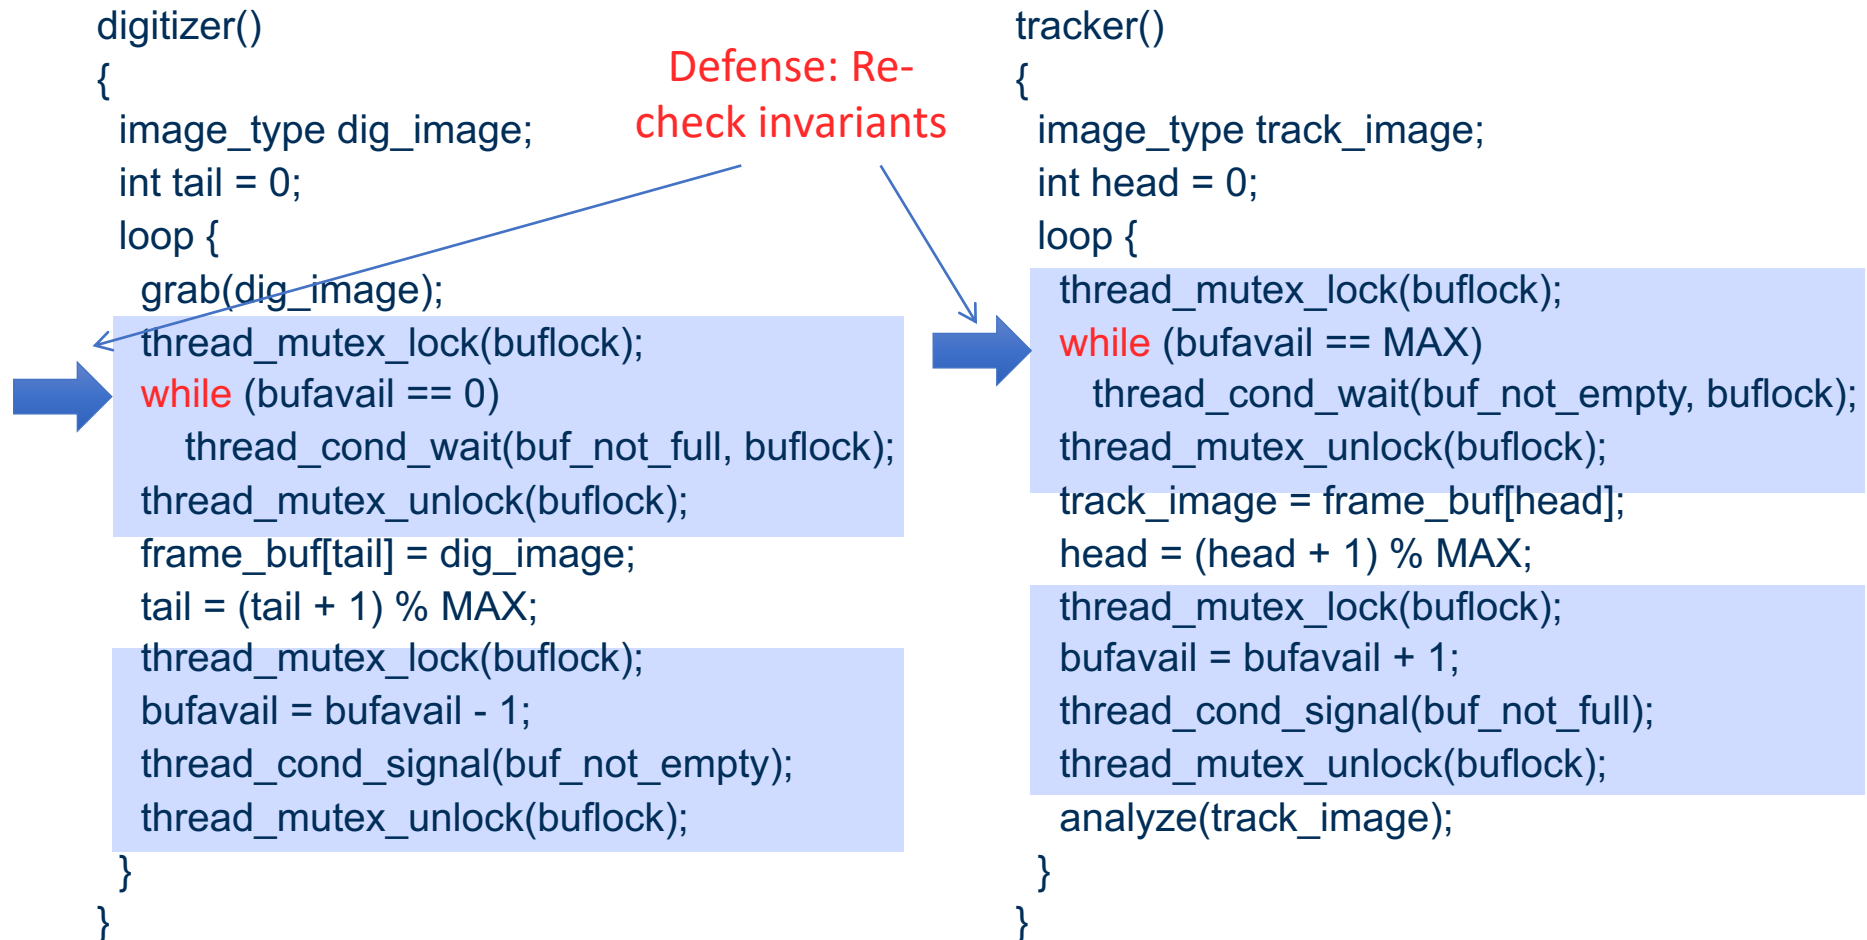 digitizer()
{
image_type dig_image;
int tail = 0;
loop {
grab(dig_image);
thread_mutex_lock(buflock);
while (bufavail == 0)
thread_cond_wait(buf_not_full, buflock);
thread_mutex_unlock(buflock);
frame_buf[tail] = dig_image;
tail = (tail + 1) % MAX;
thread_mutex_lock(buflock);
bufavail = bufavail - 1;
thread_cond_signal(buf_not_empty);
thread_mutex_unlock(buflock);
}
}
Defense: Re-
check invariants
tracker()
{
image_type track_image;
int head = 0;
loop {
thread_mutex_lock(buflock);
while (bufavail == MAX)
thread_cond_wait(buf_not_empty, buflock);
thread_mutex_unlock(buflock);
track_image = frame_buf[head];
head = (head + 1) % MAX;
thread_mutex_lock(buflock);
bufavail = bufavail + 1;
thread_cond_signal(buf_not_full);
thread_mutex_unlock(buflock);
analyze(track_image);
}
}